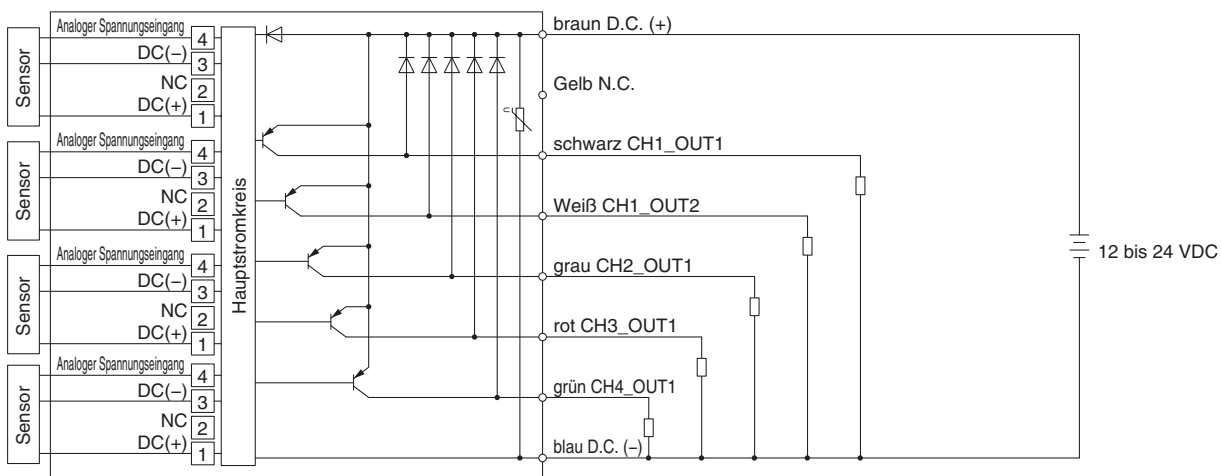 Sensor
Analoger Spannungseingang 4
DC(−) 3
NC 2
DC(+) 1
Sensor
Analoger Spannungseingang 4
DC(−) 3
NC 2
DC(+) 1
Sensor
Analoger Spannungseingang 4
DC(−) 3
NC 2
DC(+) 1
Sensor
Analoger Spannungseingang 4
DC(−) 3
NC 2
DC(+) 1
Hauptstromkreis
U
braun D.C. (+)
Gelb N.C.
schwarz CH1_OUT1
Weiß CH1_OUT2
grau CH2_OUT1
rot CH3_OUT1
grün CH4_OUT1
blau D.C. (−)
12 bis 24 VDC